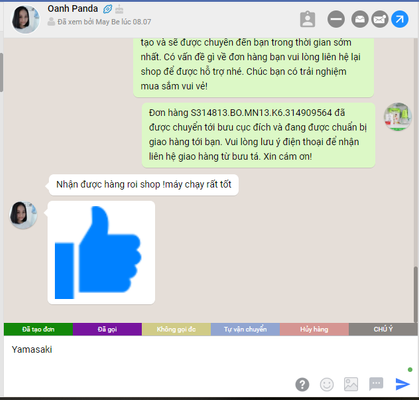 Oanh Panda
Đã xem bởi May Be lúc 08.07
tạo và sẽ được chuyên đến bạn trong thời gian sớm
nhất. Có vấn đề gì về đơn hàng bạn vui lòng liên hệ lại
shop để được hỗ trợ nhé. Chúc bạn có trải nghiệm
mua sắm vui vẻ!
Đơn hàng S314813.BO.MN13.K6.314909564 đã
được chuyển tới bưu cục đích và đang được chuẩn bị
giao hàng tới bạn. Vui lòng lưu ý điện thoại để nhận
liên hệ giao hàng từ bưu tá. Xin cám ơn!
Nhận được hàng roi shop !máy chạy rất tốt
Đã tạo đơn
Đã gọi
Không gọi đc
Tự vận chuyển
Hủy hàng
CHÚ Ý
Yamasaki